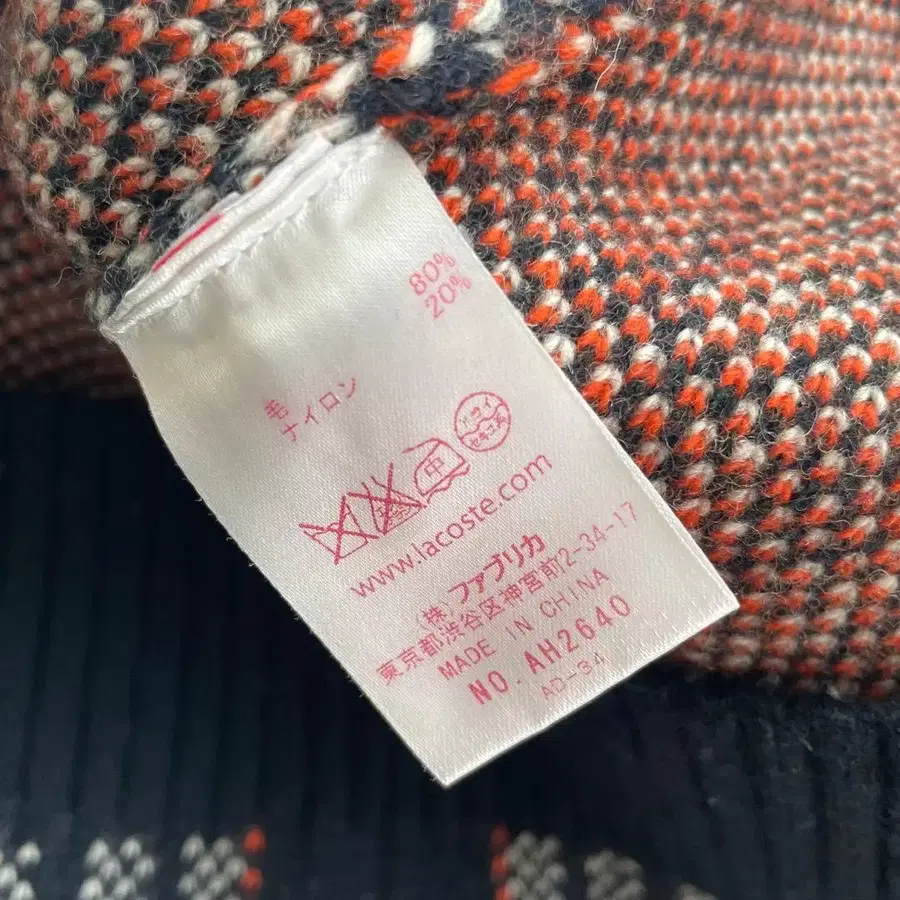 毛 80%
ナイロン 20%
中
ドライ
セキユ系
www.lacoste.com
㈱ファブリカ
東京都渋谷区神宮前2-34-17
MADE IN CHINA
NO. AH2640
AD-34